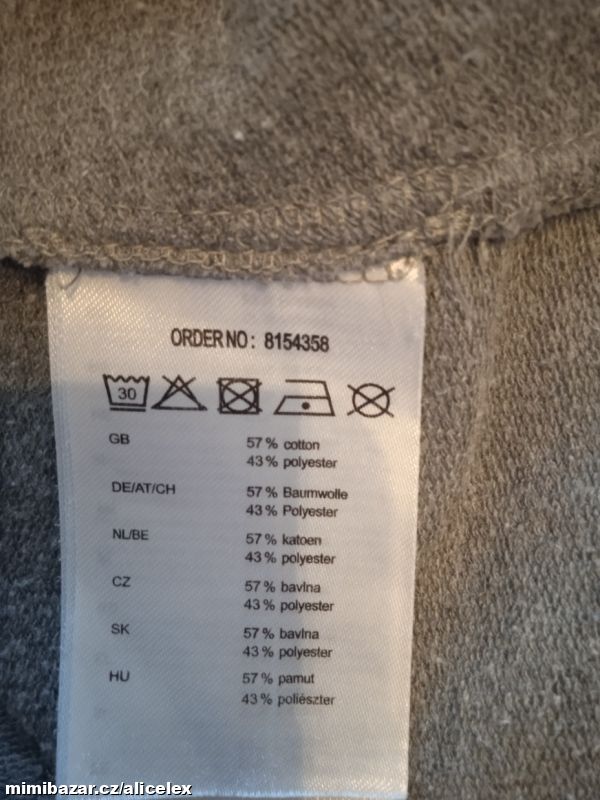 ORDER NO: 8154358
30
GB 57 % cotton
43 % polyester
DE/AT/CH 57 % Baumwolle
43 % Polyester
NL/BE 57 % katoen
43 % polyester
CZ 57 % bavlna
43 % polyester
SK 57 % bavlna
43 % polyester
HU 57 % pamut
43 % poliészter
mimibazar.cz/alicelex